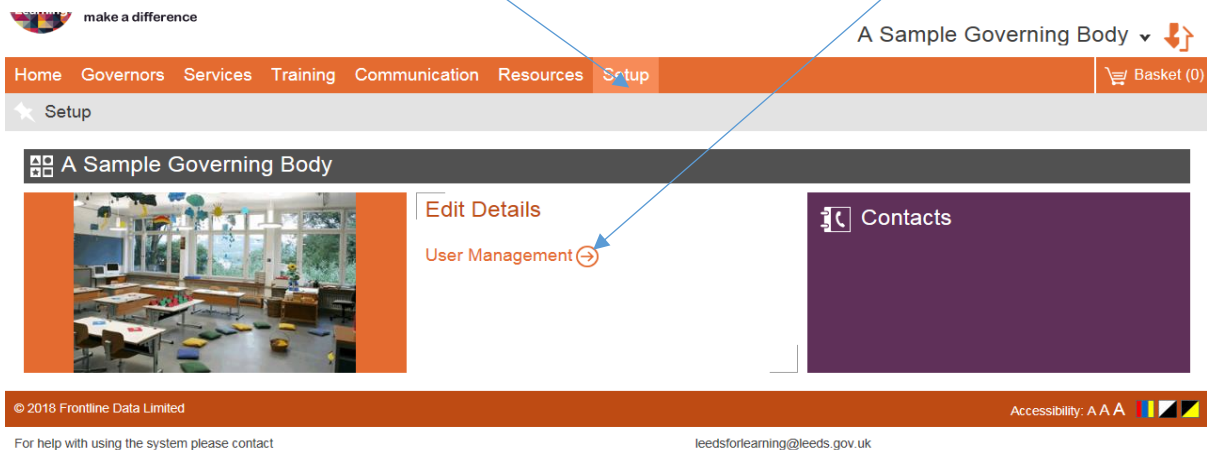 make a difference
A Sample Governing Body
Home Governors Services Training Communication Resources Setup Basket (0)
Setup
A Sample Governing Body
Edit Details
User Management
Contacts
© 2018 Frontline Data Limited
Accessibility: A A A
For help with using the system please contact leedsforlearning@leeds.gov.uk